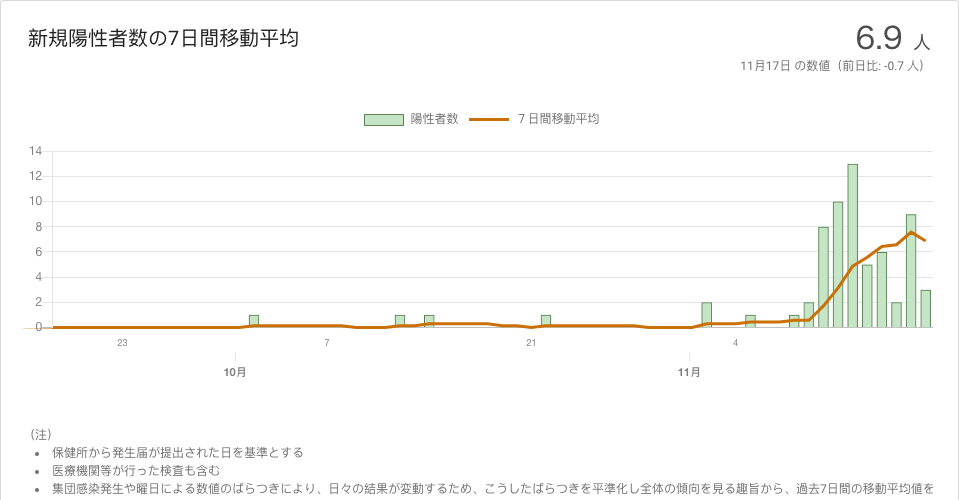 新規陽性者数の7日間移動平均
6.9 人
11月17日 の数値（前日比: -0.7 人）
陽性者数 7 日間移動平均
14
12
10
8
6
4
2
0
23 7 21 4
10月 11月
（注）
• 保健所から発生届が提出された日を基準とする
• 医療機関等が行った検査も含む
• 集団感染発生や曜日による数値のばらつきにより、日々の結果が変動するため、こうしたばらつきを平準化し全体の傾向を見る趣旨から、過去7日間の移動平均値を